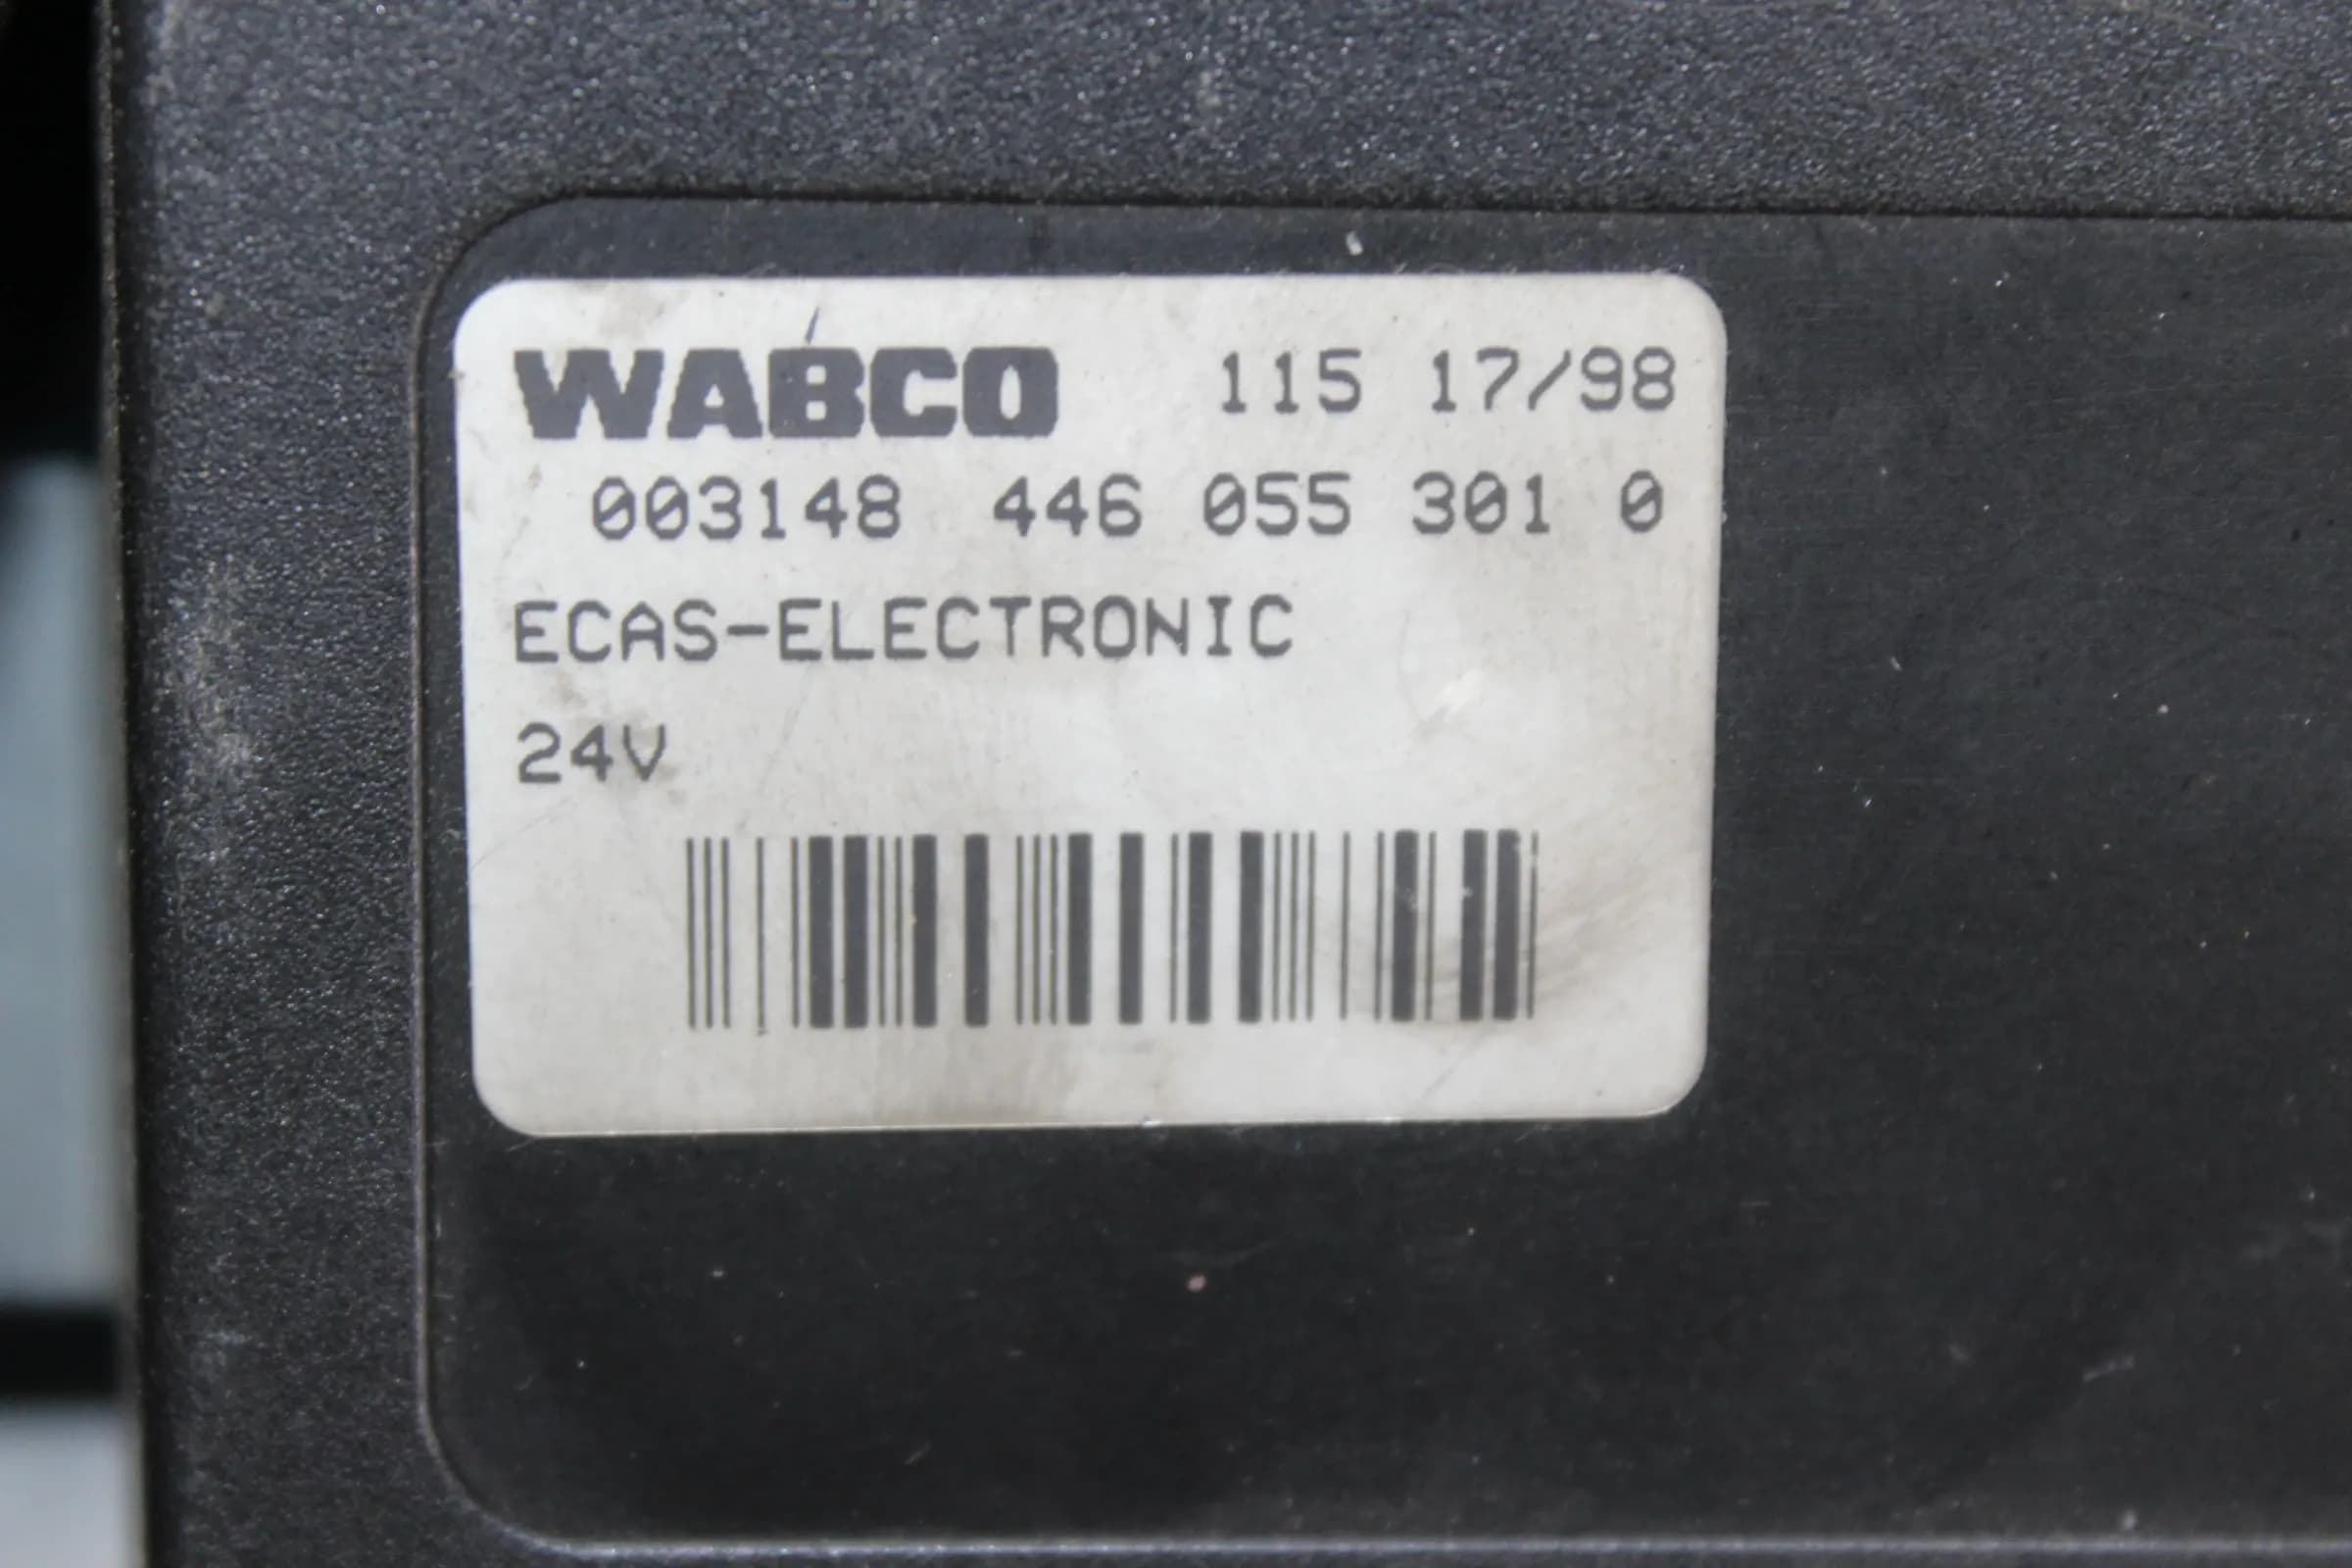 WABCO 115 17/98
003148 446 055 301 0
ECAS-ELECTRONIC
24V